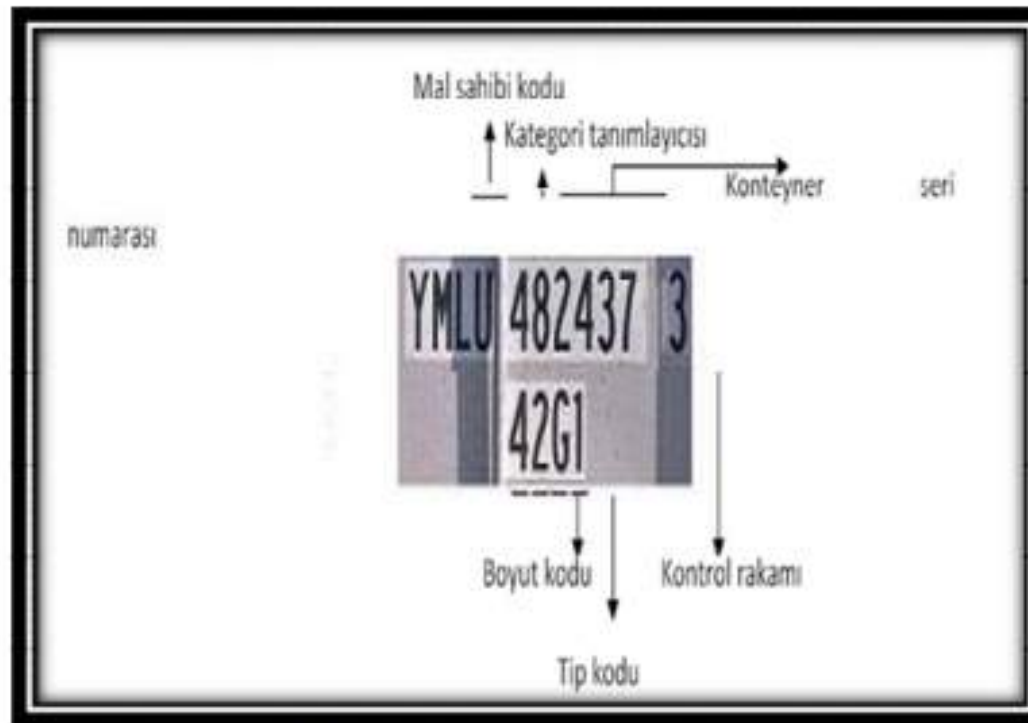 Mal sahibi kodu
Kategori tanımlayıcısı
Konteyner seri
numarası
YMLU 482437 3
42G1
Boyut kodu Kontrol rakamı
Tip kodu